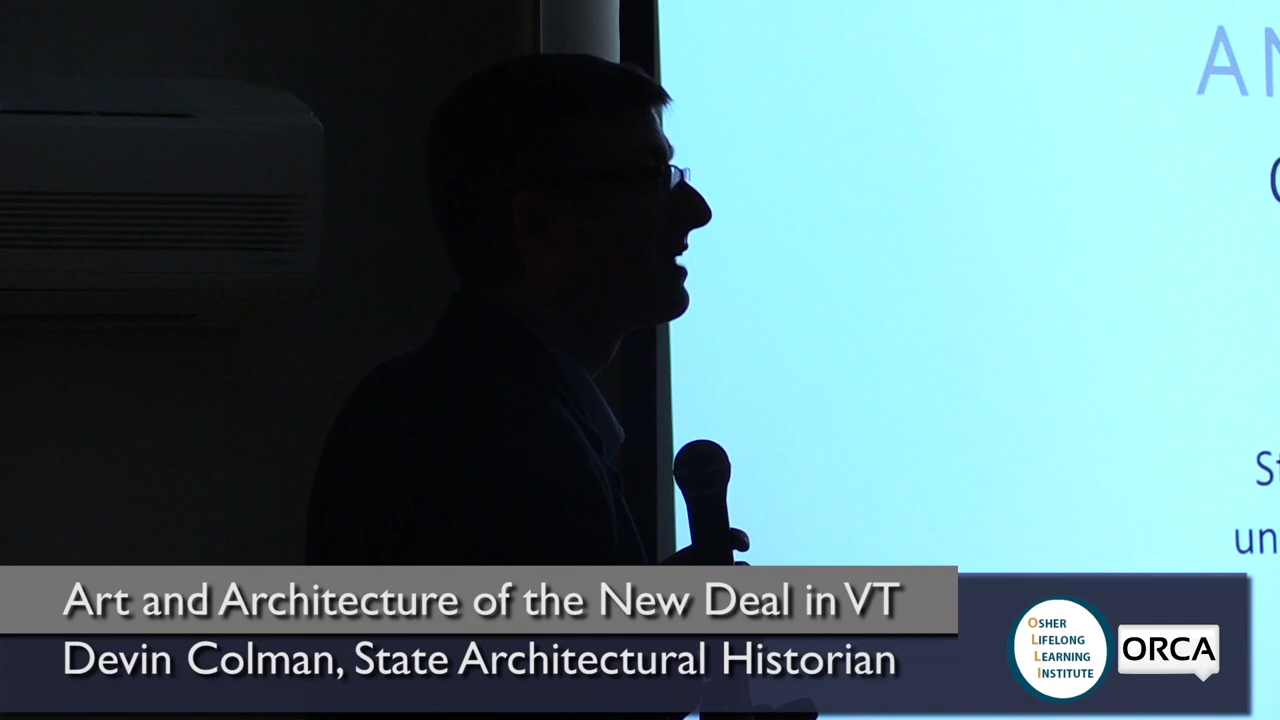 Art and Architecture of the New Deal in VT
Devin Colman, State Architectural Historian
OSHER
LIFELONG
LEARNING
INSTITUTE
ORCA